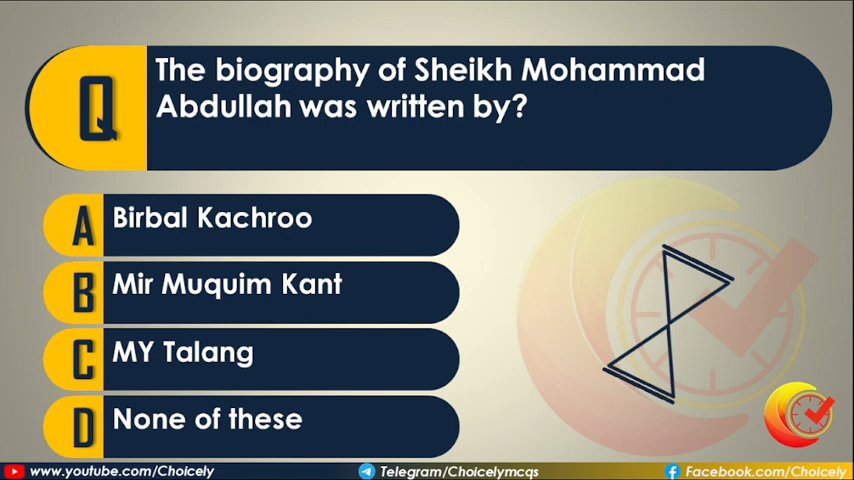 Q
The biography of Sheikh Mohammad
Abdullah was written by?
A
Birbal Kachroo
B
Mir Muquim Kant
C
MY Talang
D
None of these
www.youtube.com/Choicely
Telegram/Choicelymcqs
Facebook.com/Choicely